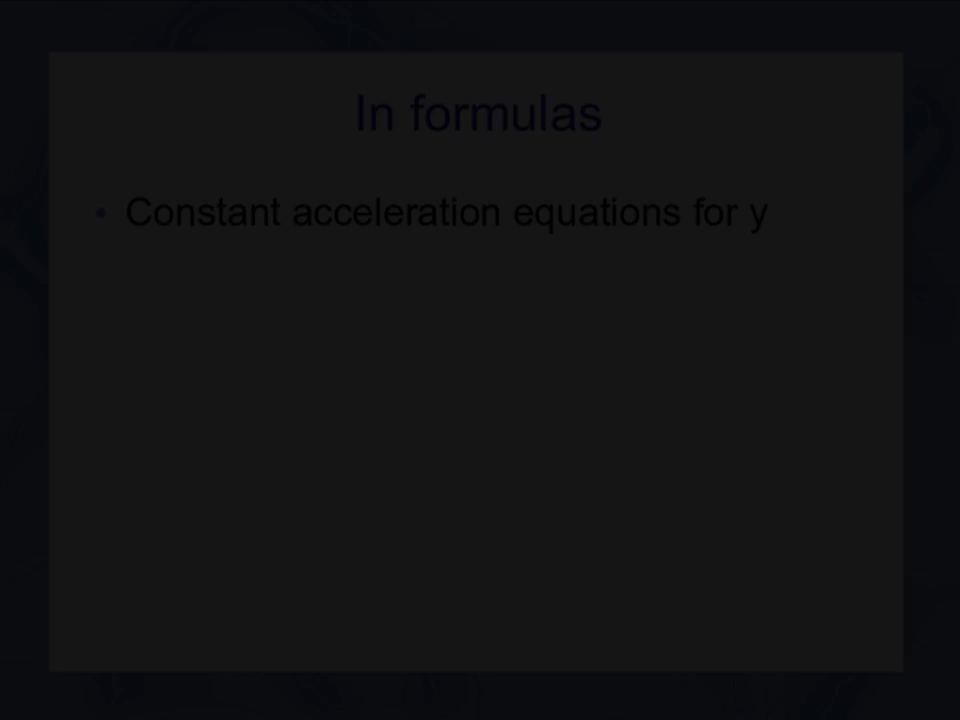 In formulas
• Constant acceleration equations for y